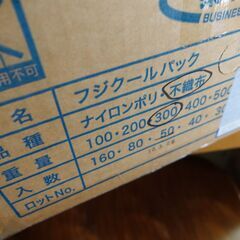 BUSINESS
用不可
名 フジクールパック
品種 ナイロンポリ・不織布
重量 100・200・300・400・500
入数 160・80・50・40・3
ロットNo.